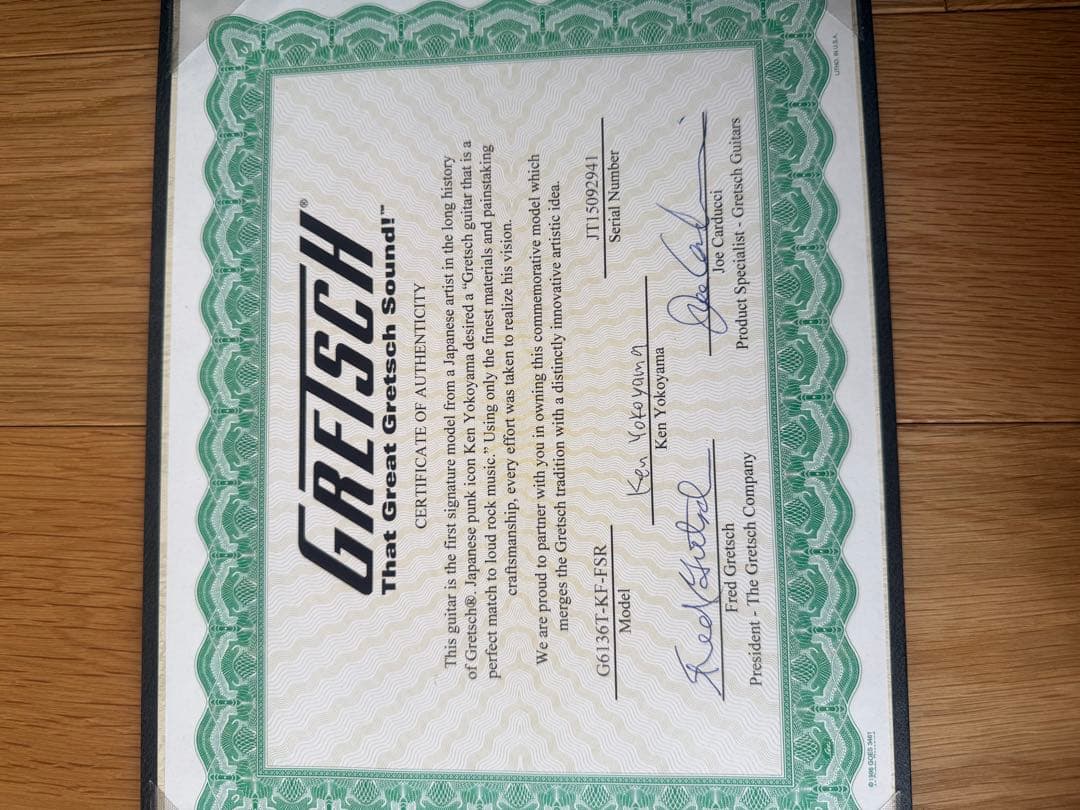 GRETSCH®
That Great Gretsch Sound!™
CERTIFICATE OF AUTHENTICITY
This guitar is the first signature model from a Japanese artist in the long history
of Gretsch®. Japanese punk icon Ken Yokoyama desired a “Gretsch guitar that is a
perfect match to loud rock music.” Using only the finest materials and painstaking
craftsmanship, every effort was taken to realize his vision.
We are proud to partner with you in owning this commemorative model which
merges the Gretsch tradition with a distinctly innovative artistic idea.
G6136T-KF-FSR
Model
JT15092941
Serial Number
Ken Yokoyama
Ken Yokoyama
Fred Gretsch
Fred Gretsch
President - The Gretsch Company
Joe Carducci
Product Specialist - Gretsch Guitars
LITHO. IN U.S.A.